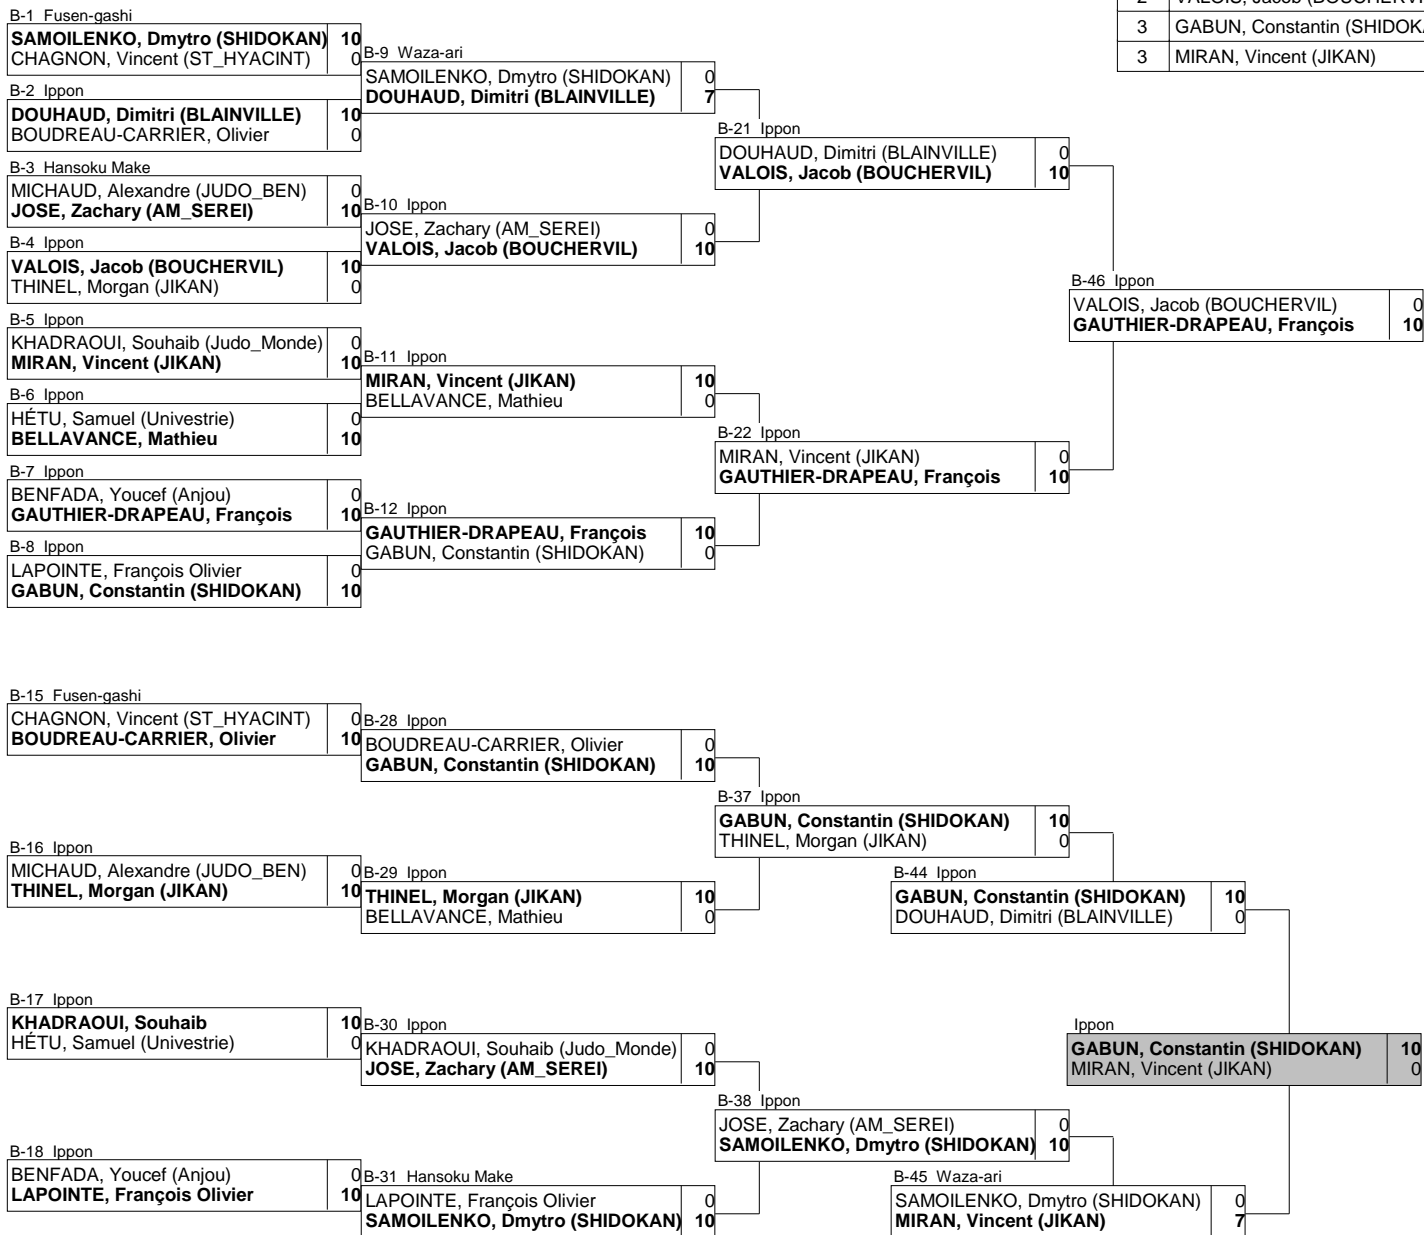 2 VALOIS, Jacob
3 GABUN, Constantin (SHIDOK
3 MIRAN, Vincent (JIKAN)
B-1 Fusen-gashi
SAMOILENKO, Dmytro (SHIDOKAN) 10
CHAGNON, Vincent (ST_HYACINT) 0
B-2 Ippon
DOUHAUD, Dimitri (BLAINVILLE) 10
BOUDREAU-CARRIER, Olivier 0
B-3 Hansoku Make
MICHAUD, Alexandre (JUDO_BEN) 0
JOSE, Zachary (AM_SEREI) 10
B-4 Ippon
VALOIS, Jacob (BOUCHERVIL) 10
THINEL, Morgan (JIKAN) 0
B-5 Ippon
KHADRAOUI, Souhaib (Judo_Monde) 0
MIRAN, Vincent (JIKAN) 10
B-6 Ippon
HÉTU, Samuel (Univestrie) 0
BELLAVANCE, Mathieu 10
B-7 Ippon
BENFADA, Youcef (Anjou) 0
GAUTHIER-DRAPEAU, François 10
B-8 Ippon
LAPOINTE, François Olivier 0
GABUN, Constantin (SHIDOKAN) 10
B-9 Waza-ari
SAMOILENKO, Dmytro (SHIDOKAN) 0
DOUHAUD, Dimitri (BLAINVILLE) 7
B-10 Ippon
JOSE, Zachary (AM_SEREI) 0
VALOIS, Jacob (BOUCHERVIL) 10
B-11 Ippon
MIRAN, Vincent (JIKAN) 10
BELLAVANCE, Mathieu 0
B-12 Ippon
GAUTHIER-DRAPEAU, François 10
GABUN, Constantin (SHIDOKAN) 0
B-21 Ippon
DOUHAUD, Dimitri (BLAINVILLE) 0
VALOIS, Jacob (BOUCHERVIL) 10
B-22 Ippon
MIRAN, Vincent (JIKAN) 0
GAUTHIER-DRAPEAU, François 10
B-46 Ippon
VALOIS, Jacob (BOUCHERVIL) 0
GAUTHIER-DRAPEAU, François 10
B-15 Fusen-gashi
CHAGNON, Vincent (ST_HYACINT) 0
BOUDREAU-CARRIER, Olivier 10
B-16 Ippon
MICHAUD, Alexandre (JUDO_BEN) 0
THINEL, Morgan (JIKAN) 10
B-17 Ippon
KHADRAOUI, Souhaib 10
HÉTU, Samuel (Univestrie) 0
B-18 Ippon
BENFADA, Youcef (Anjou) 0
LAPOINTE, François Olivier 10
B-28 Ippon
BOUDREAU-CARRIER, Olivier 0
GABUN, Constantin (SHIDOKAN) 10
B-29 Ippon
THINEL, Morgan (JIKAN) 10
BELLAVANCE, Mathieu 0
B-30 Ippon
KHADRAOUI, Souhaib (Judo_Monde) 0
JOSE, Zachary (AM_SEREI) 10
B-31 Hansoku Make
LAPOINTE, François Olivier 0
SAMOILENKO, Dmytro (SHIDOKAN) 10
B-37 Ippon
GABUN, Constantin (SHIDOKAN) 10
THINEL, Morgan (JIKAN) 0
B-38 Ippon
JOSE, Zachary (AM_SEREI) 0
SAMOILENKO, Dmytro (SHIDOKAN) 10
B-44 Ippon
GABUN, Constantin (SHIDOKAN) 10
DOUHAUD, Dimitri (BLAINVILLE) 0
B-45 Waza-ari
SAMOILENKO, Dmytro (SHIDOKAN) 0
MIRAN, Vincent (JIKAN) 7
Ippon
GABUN, Constantin (SHIDOKAN) 10
MIRAN, Vincent (JIKAN) 0